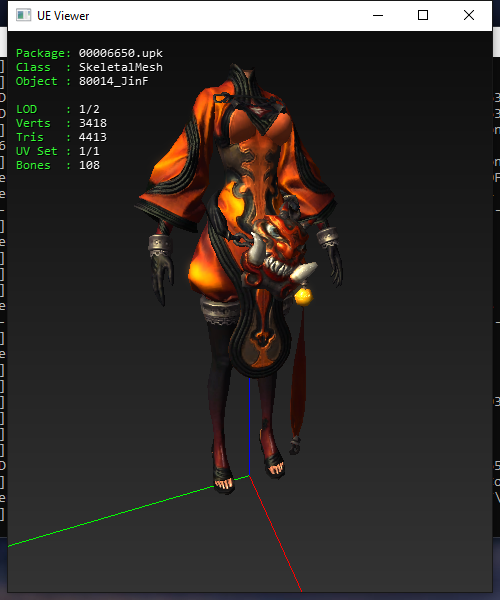 UE Viewer
Package: 00006650.upk
Class : SkeletalMesh
Object : 80014_JinF
LOD : 1/2
Verts : 3418
Tris : 4413
UV Set : 1/1
Bones : 108